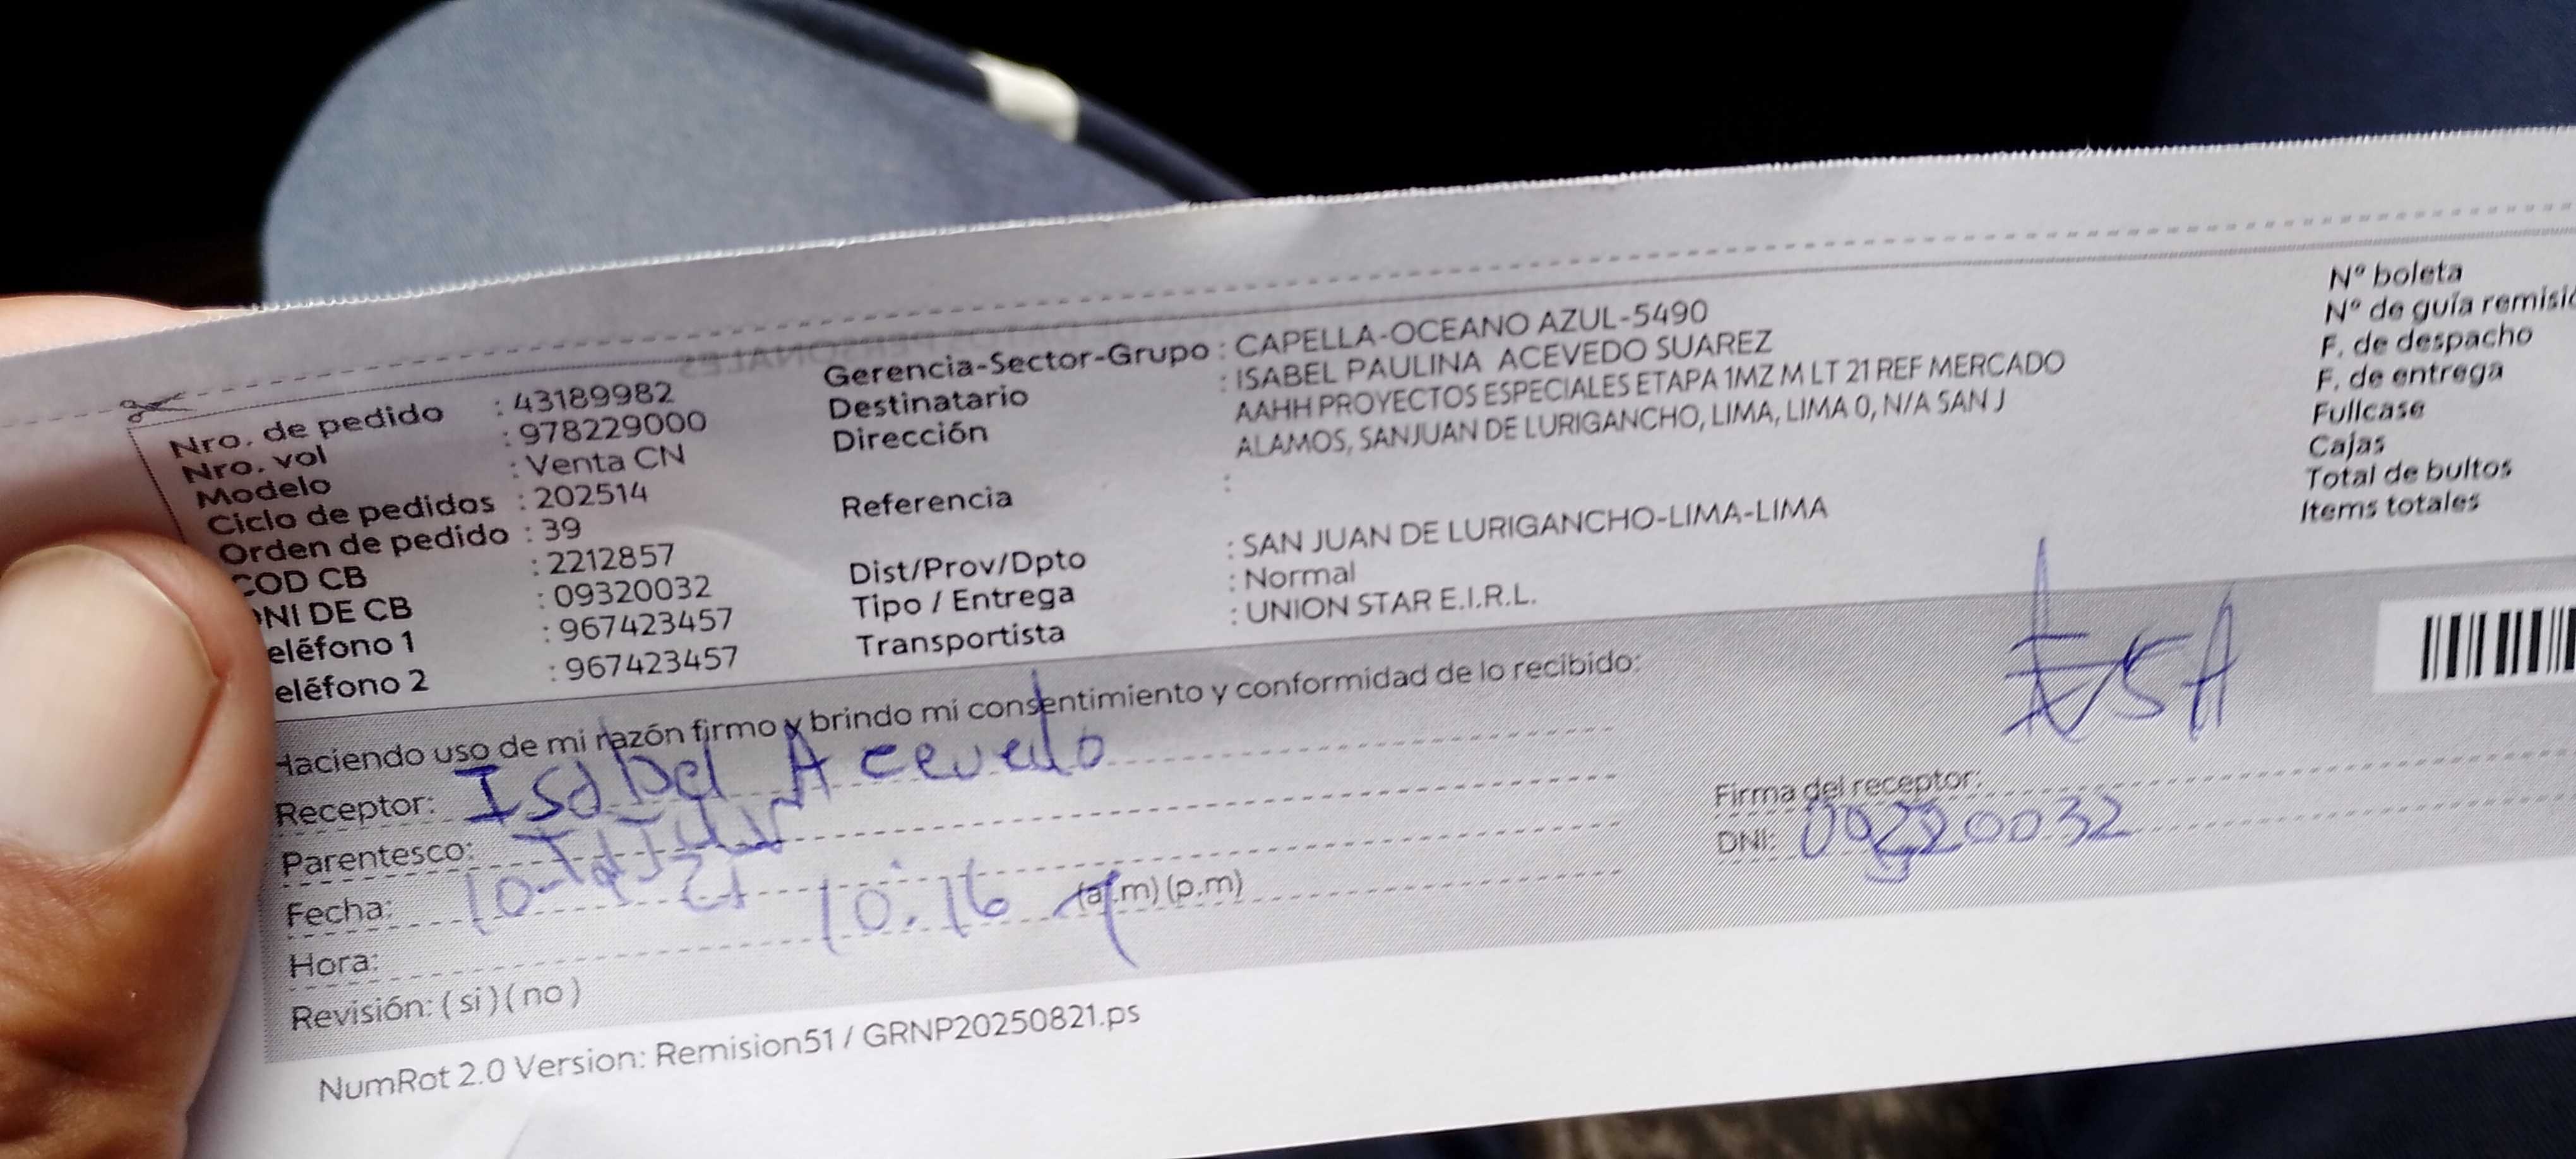 Nro. de pedido : 43189982
Nro. vol : 978229000
Modelo : Venta CN
Ciclo de pedidos : 202514
Orden de pedido : 39
COD CB : 2212857
DNI DE CB : 09320032
eléfono 1 : 967423457
eléfono 2 : 967423457
Gerencia-Sector-Grupo : CAPELLA-OCEANO AZUL-5490
Destinatario : ISABEL PAULINA ACEVEDO SUAREZ
Dirección AAHH PROYECTOS ESPECIALES ETAPA 1MZ M LT 21 REF MERCADO
ALAMOS, SANJUAN DE LURIGANCHO, LIMA, LIMA 0, N/A SAN J
Referencia :
Dist/Prov/Dpto : SAN JUAN DE LURIGANCHO-LIMA-LIMA
Tipo / Entrega : Normal
Transportista : UNION STAR E.I.R.L.
Nº boleta
Nº de guía remisió
F. de despacho
F. de entrega
Fullcase
Cajas
Total de bultos
Items totales
Haciendo uso de mi razón firmo y brindo mi consentimiento y conformidad de lo recibido:
Receptor: Isabel Acevedo
Parentesco: Titular
Fecha:
Hora: 10:16 (a.m) (p.m)
Revisión: (si) (no)
Firma del receptor:
DNI: 09320032
NumRot 2.0 Version: Remision51 / GRNP20250821.ps